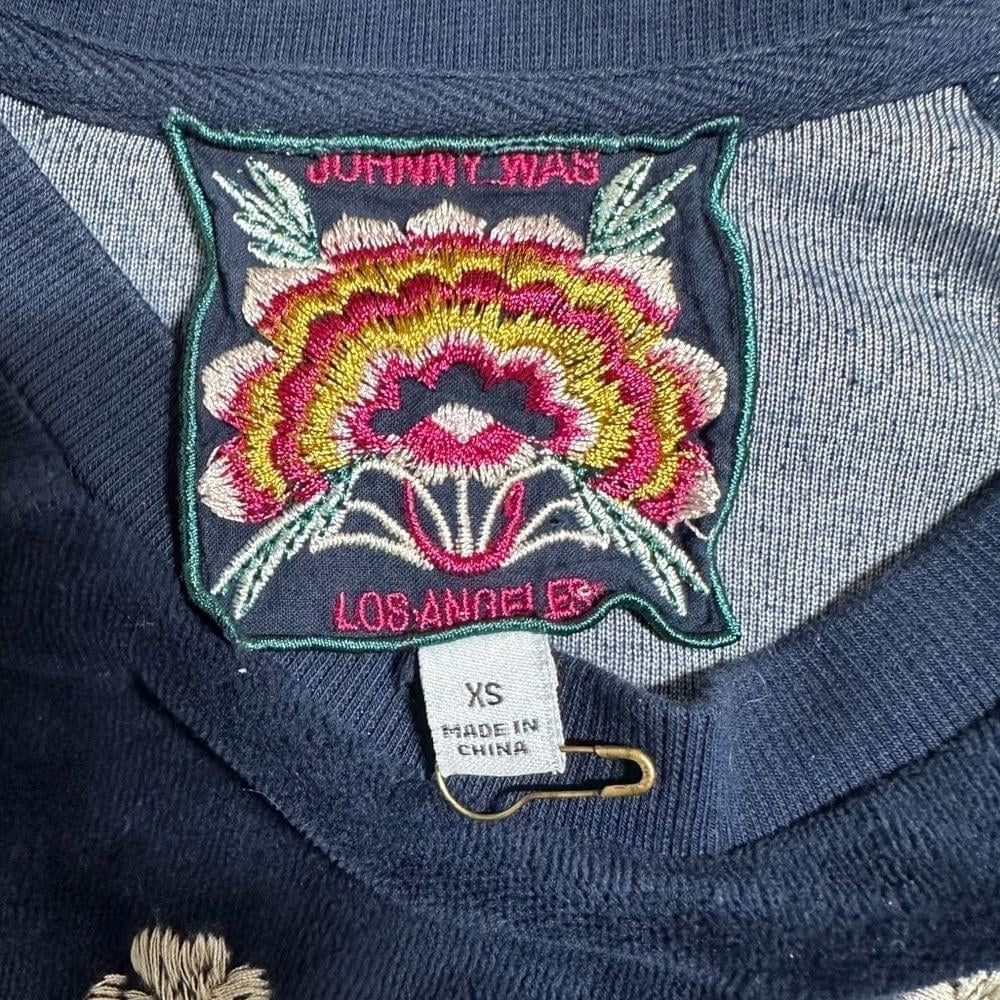 JOHNNY WAS
LOS ANGELES
XS
MADE IN
CHINA